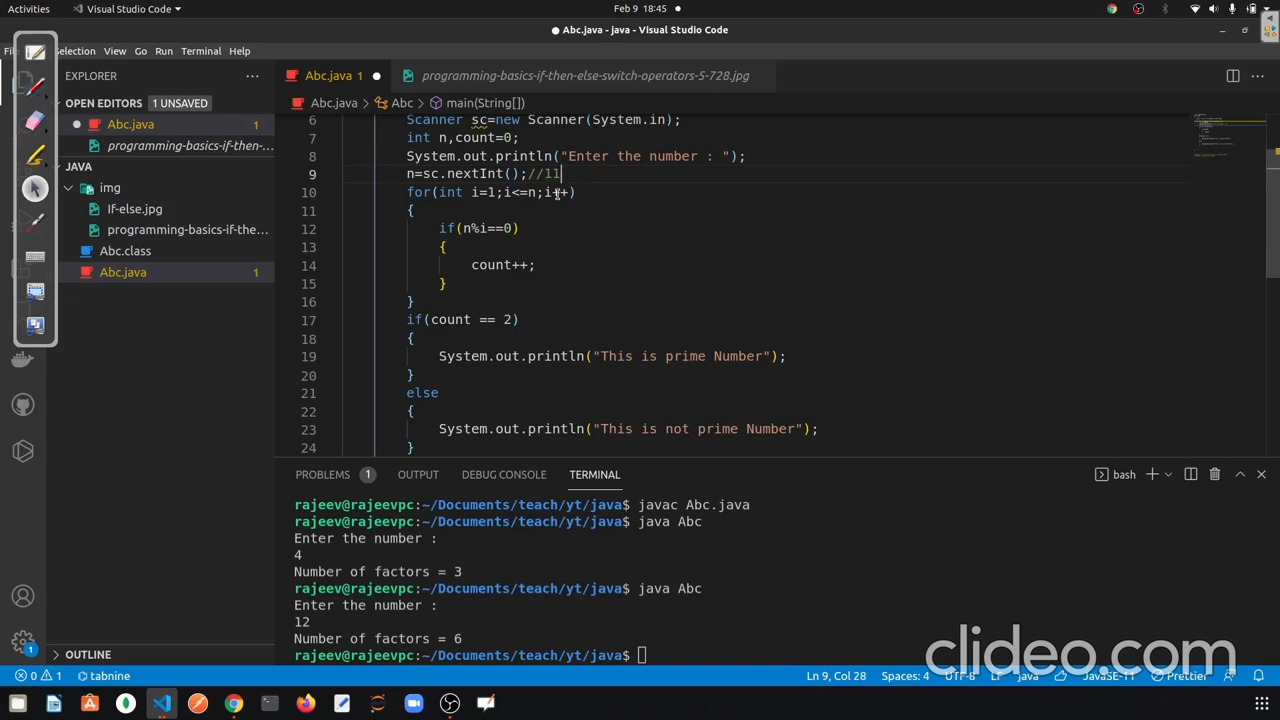 Activities Visual Studio Code Feb 9 18:45
Abc.java - java - Visual Studio Code
Selection View Go Run Terminal Help
EXPLORER
Abc.java 1
programming-basics-if-then-else-switch-operators-5-728.jpg
OPEN EDITORS 1 UNSAVED
Abc.java 1
programming-basics-if-then-else-...
JAVA
img
If-else.jpg
programming-basics-if-the...
Abc.class
Abc.java 1
OUTLINE
Abc.java > Abc > main(String[])
6 Scanner sc=new Scanner(System.in);
7 int n,count=0;
8 System.out.println("Enter the number : ");
9 n=sc.nextInt();//11
10 for(int i=1;i<=n;i++)
11 {
12 if(n%i==0)
13 {
14 count++;
15 }
16 }
17 if(count == 2)
18 {
19 System.out.println("This is prime Number");
20 }
21 else
22 {
23 System.out.println("This is not prime Number");
24 }
PROBLEMS 1 OUTPUT DEBUG CONSOLE TERMINAL bash
rajeev@rajeevpc:~/Documents/teach/yt/java$ javac Abc.java
rajeev@rajeevpc:~/Documents/teach/yt/java$ java Abc
Enter the number :
4
Number of factors = 3
rajeev@rajeevpc:~/Documents/teach/yt/java$ java Abc
Enter the number :
12
Number of factors = 6
rajeev@rajeevpc:~/Documents/teach/yt/java$
clideo.com
0 1 tabnine Ln 9, Col 28 Spaces: 4 UTF-8 LF java JavaSE-11 Prettier